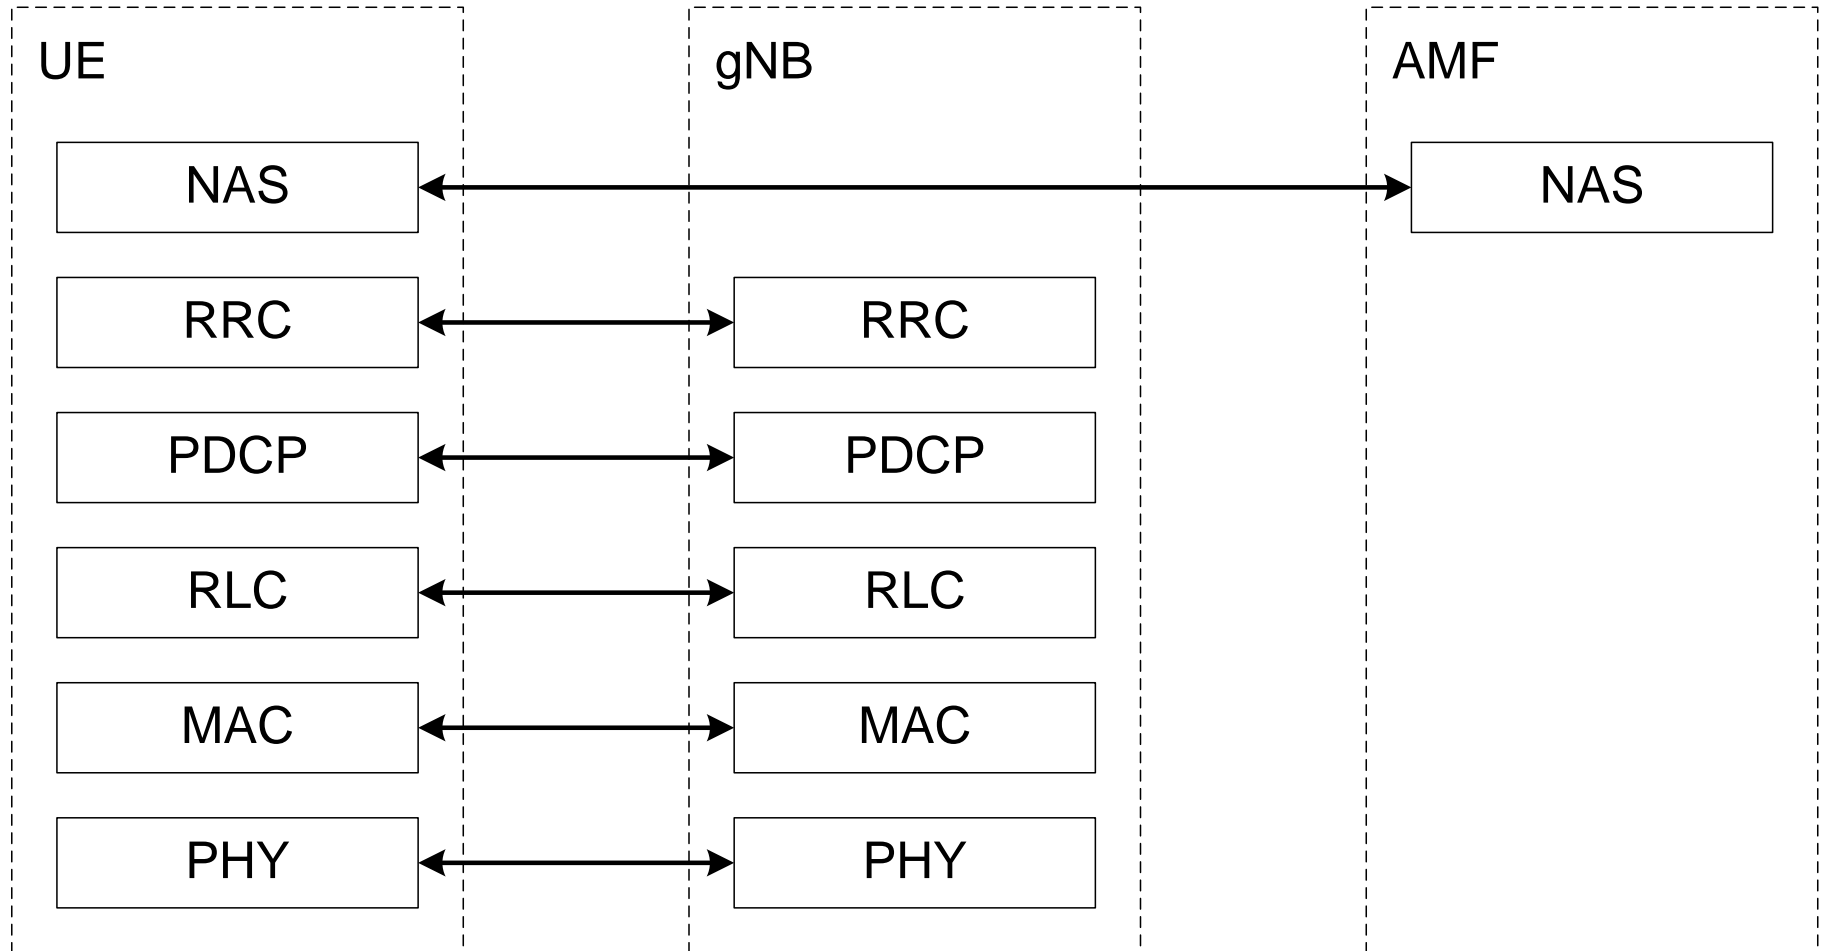 UE gNB AMF
NAS NAS
RRC RRC
PDCP PDCP
RLC RLC
MAC MAC
PHY PHY